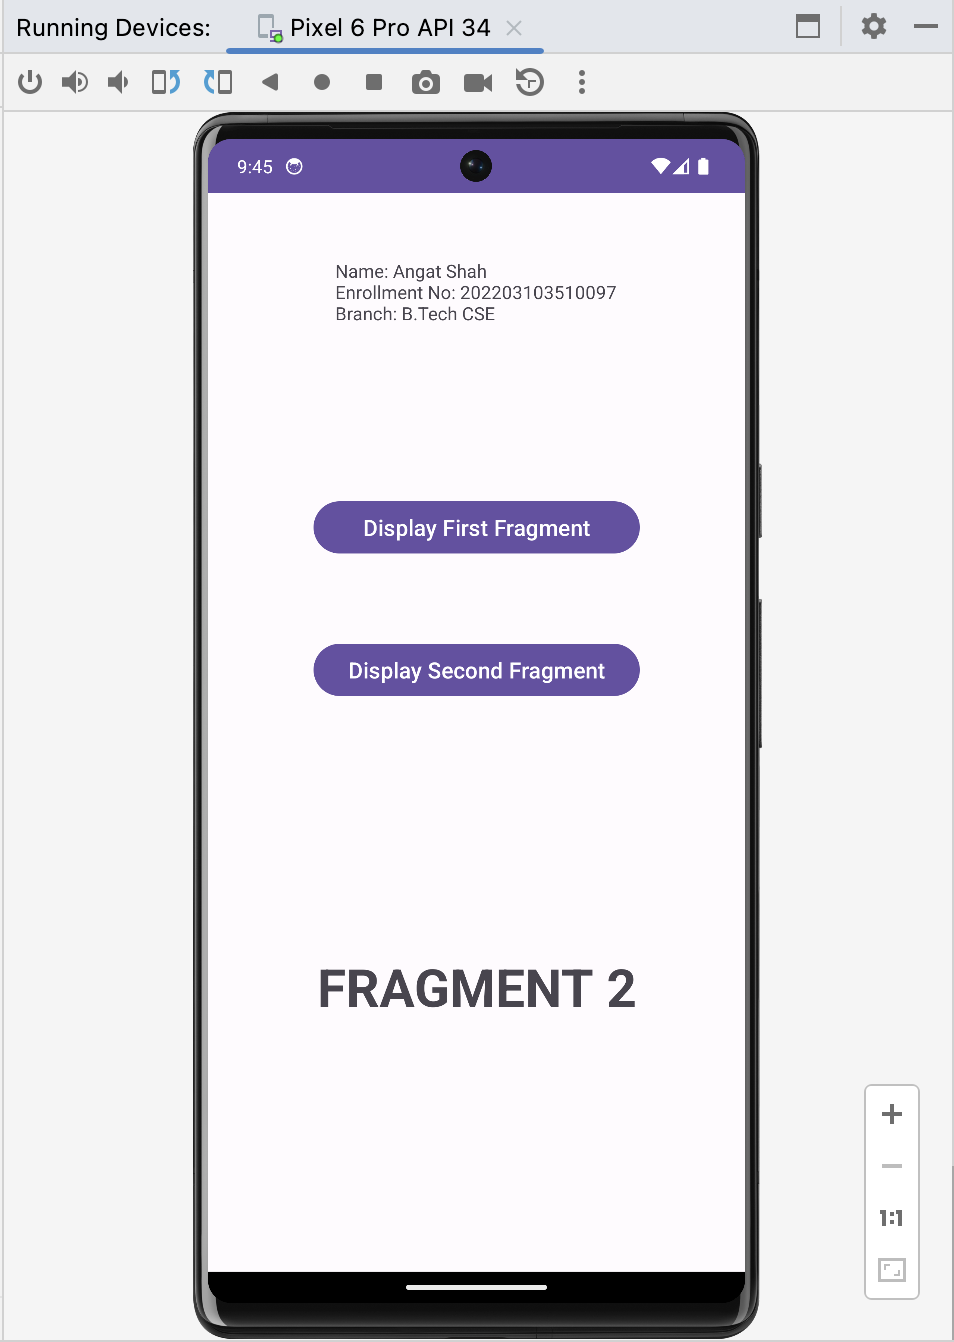 Running Devices: Pixel 6 Pro API 34
9:45
Name: Angat Shah
Enrollment No: 202203103510097
Branch: B.Tech CSE
Display First Fragment
Display Second Fragment
FRAGMENT 2
1:1